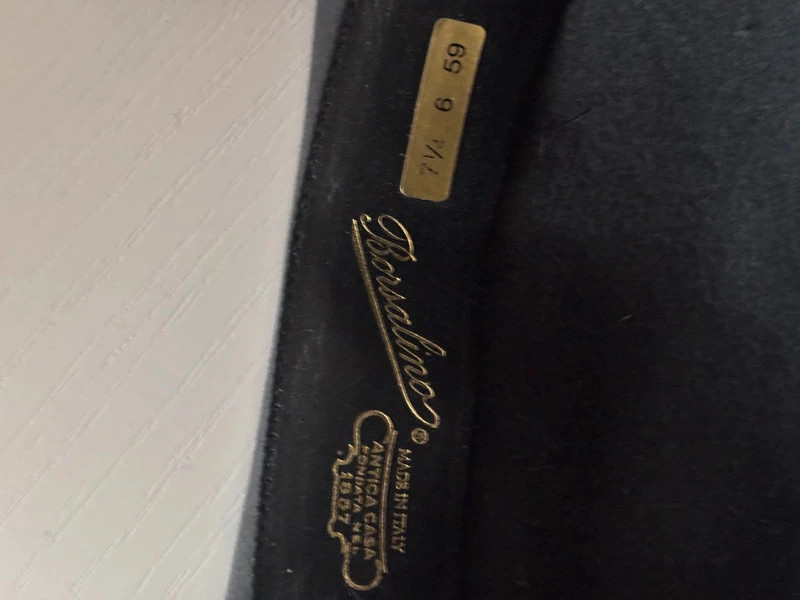 7 1/4 6 59
Borsalino®
MADE IN ITALY
ANTICA CASA
FONDATA NEL
1857